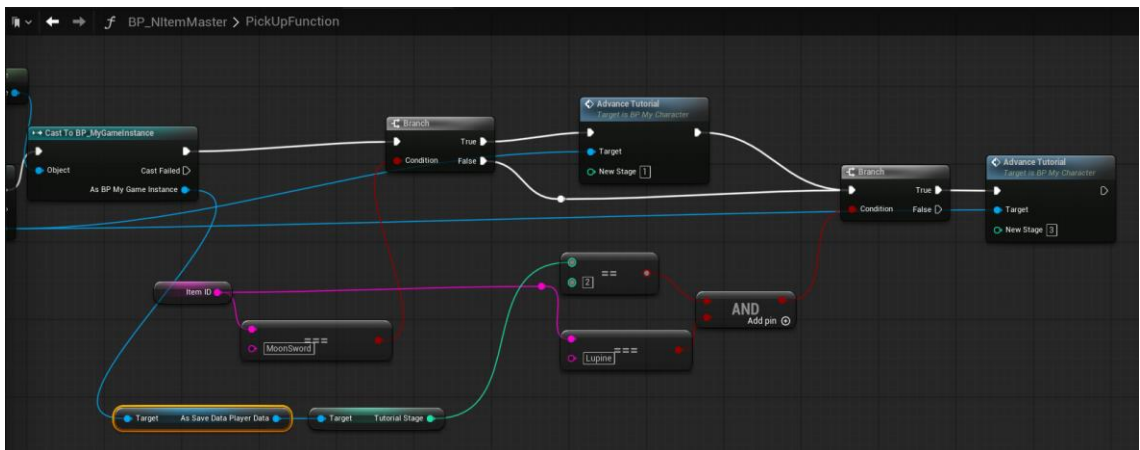 BP_NItemMaster > PickUpFunction
Cast To BP_MyGameInstance
Object
Cast Failed
As BP My Game Instance
Branch
True
Condition
False
Advance Tutorial
Target is BP My Character
Target
New Stage 1
Branch
True
Condition
False
Advance Tutorial
Target is BP My Character
Target
New Stage 3
Item ID
===
MoonSword
==
2
===
Lupine
AND
Add pin
Target As Save Data Player Data
Target Tutorial Stage